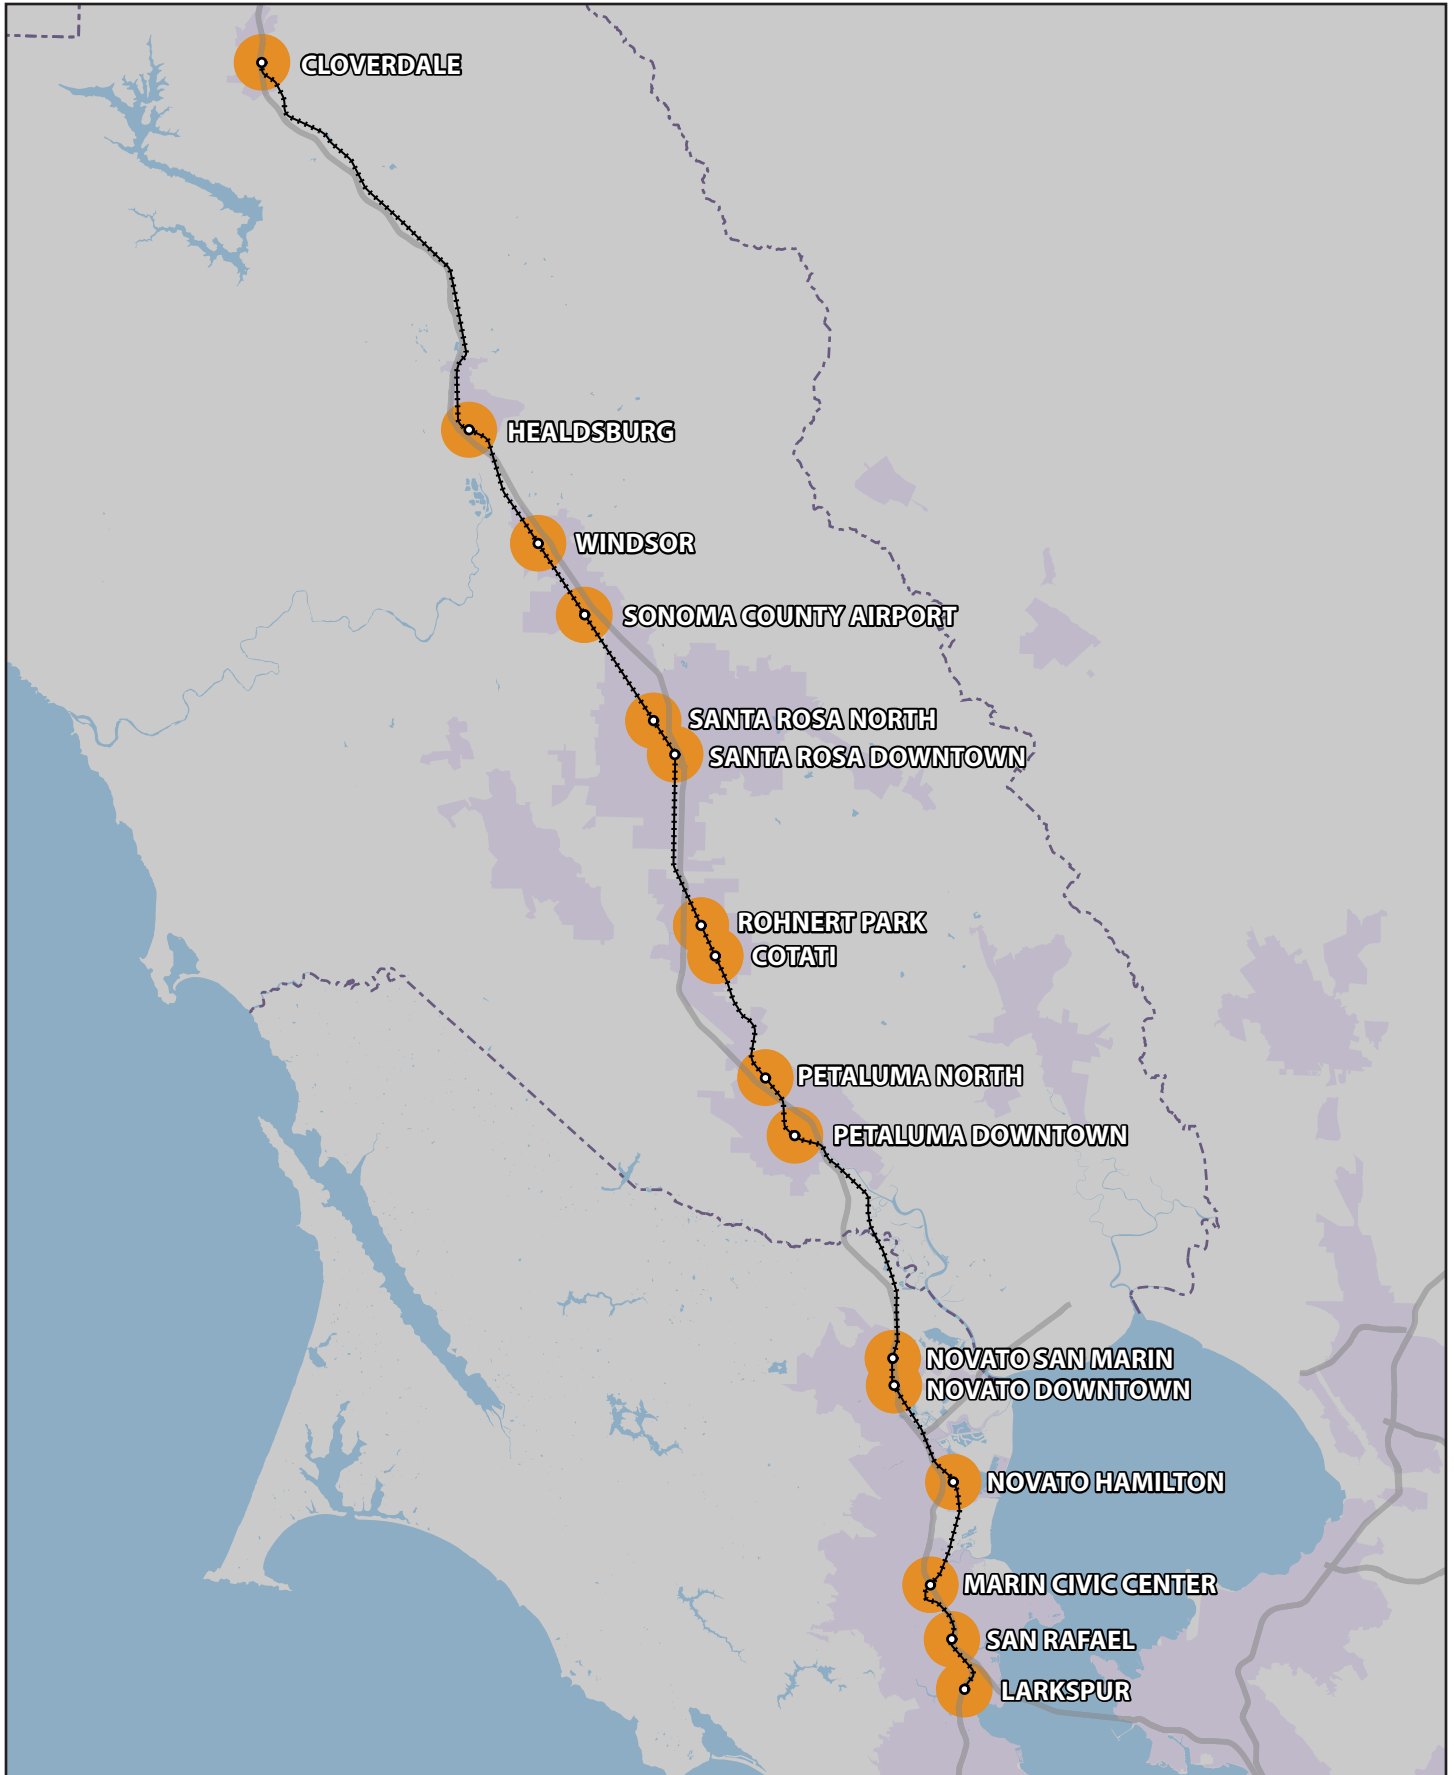 CLOVERDALE
HEALDSBURG
WINDSOR
SONOMA COUNTY AIRPORT
SANTA ROSA NORTH
SANTA ROSA DOWNTOWN
ROHNERT PARK
COTATI
PETALUMA NORTH
PETALUMA DOWNTOWN
NOVATO SAN MARIN
NOVATO DOWNTOWN
NOVATO HAMILTON
MARIN CIVIC CENTER
SAN RAFAEL
LARKSPUR